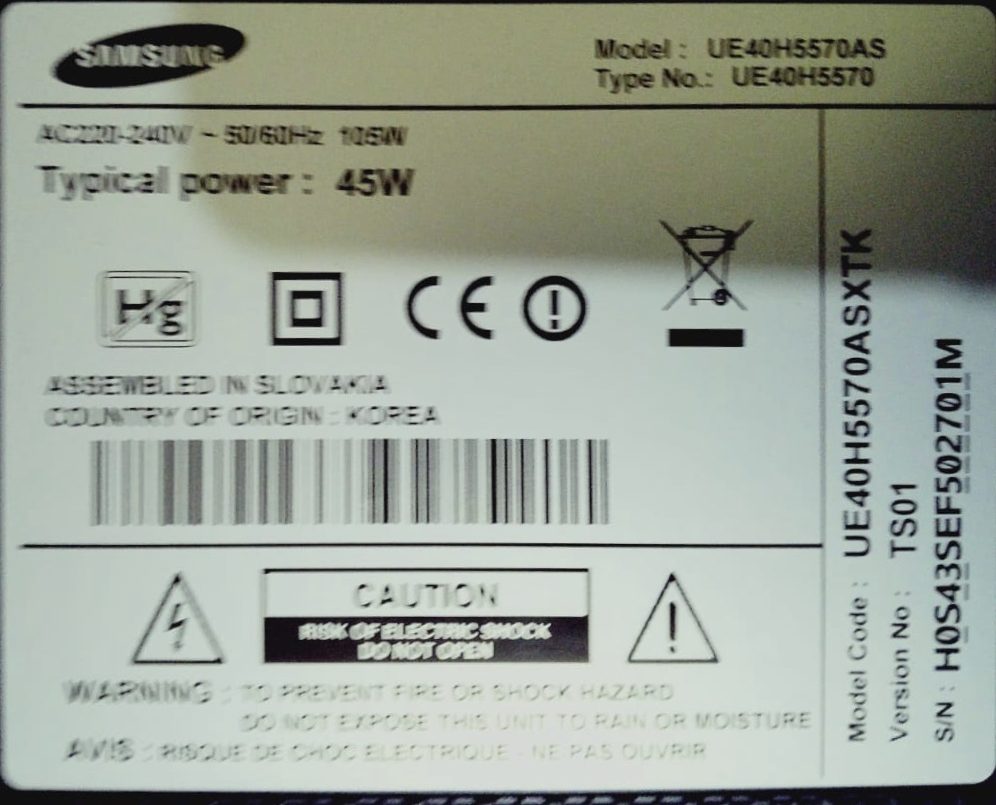 SAMSUNG
Model : UE40H5570AS
Type No.: UE40H5570
AC220-240V ~ 50/60Hz 105W
Typical power : 45W
Hg
CE
ASSEMBLED IN SLOVAKIA
COUNTRY OF ORIGIN : KOREA
CAUTION
RISK OF ELECTRIC SHOCK
DO NOT OPEN
WARNING : TO PREVENT FIRE OR SHOCK HAZARD
DO NOT EXPOSE THIS UNIT TO RAIN OR MOISTURE
AVIS : RISQUE DE CHOC ELECTRIQUE - NE PAS OUVRIR
Model Code : UE40H5570ASXTK
Version No : TS01
S/N : H0S43SEF502701M